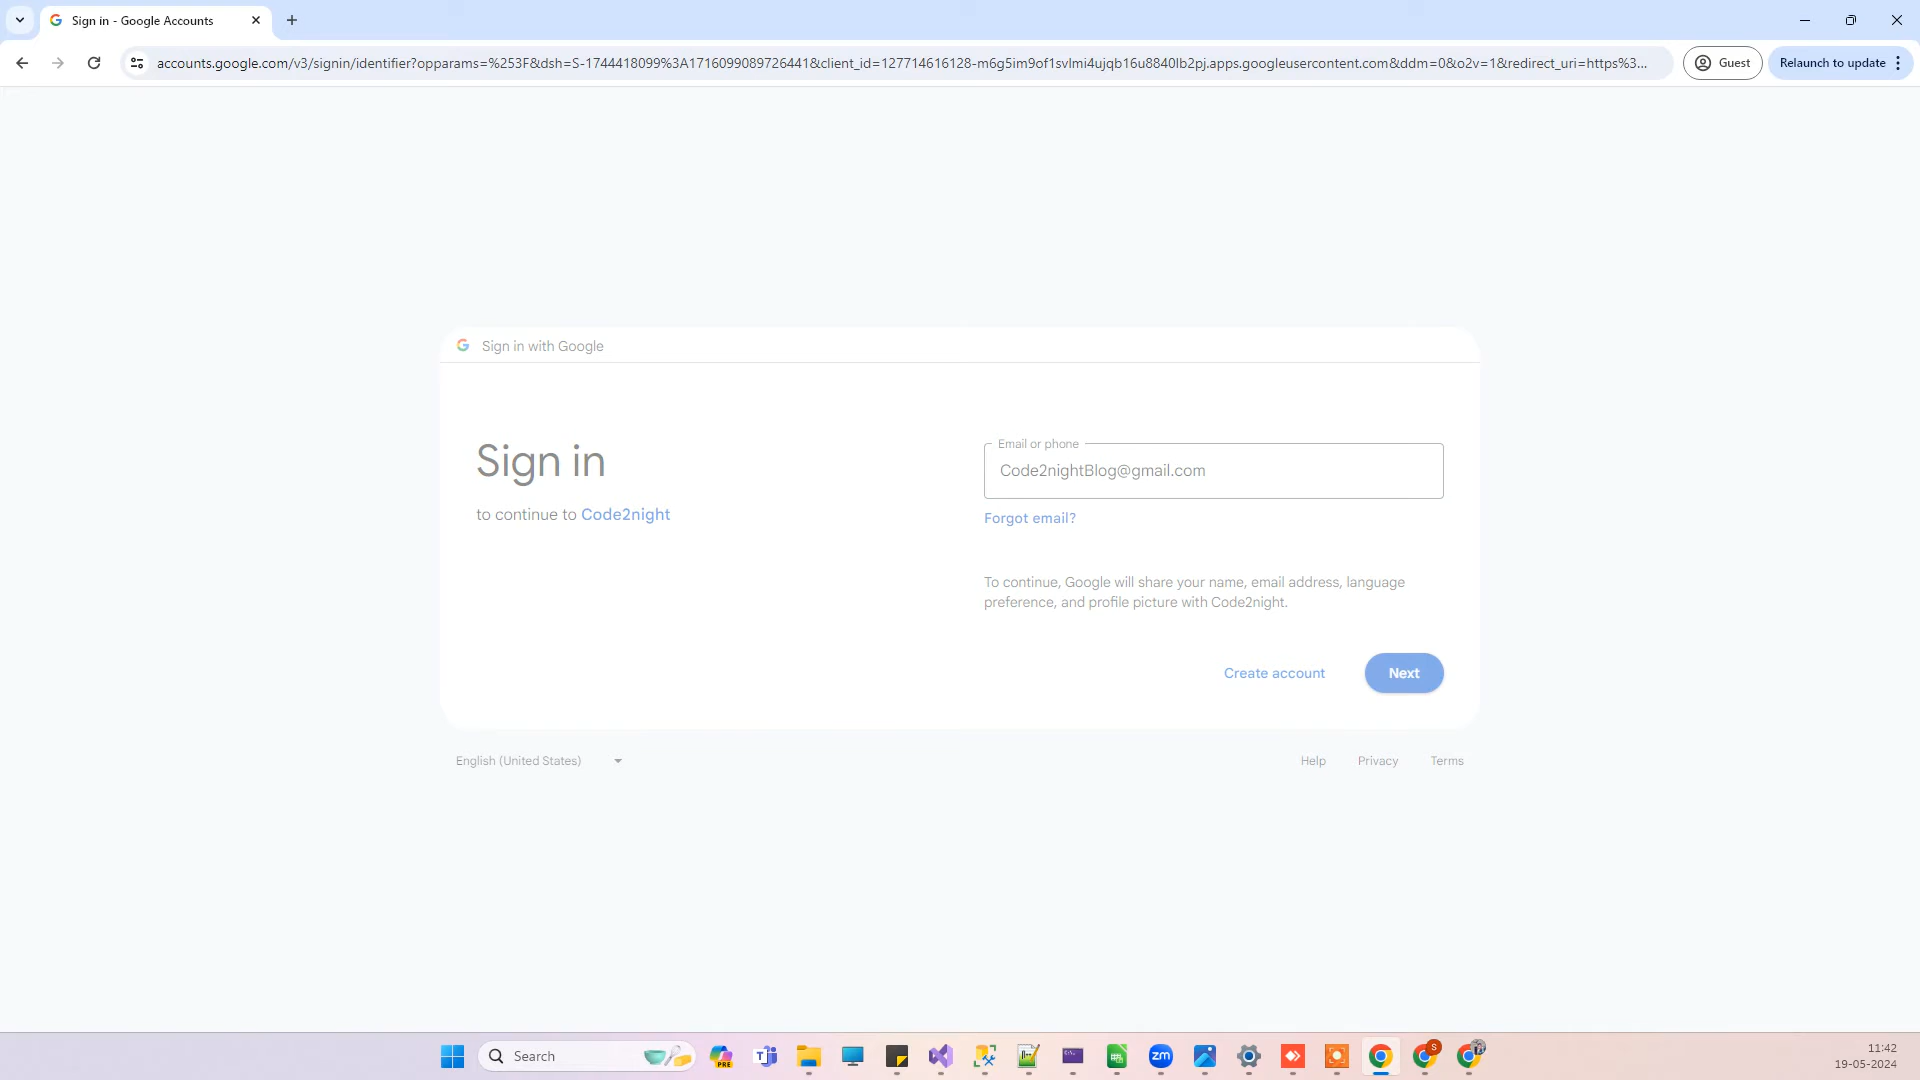 Sign in - Google Accounts
accounts.google.com/v3/signin/identifier?opparams=%253F&dsh=S-1744418099%3A1716099089726441&client_id=127714616128-m6g5im9of1svlmi4ujqb16u8840lb2pj.apps.googleusercontent.com&ddm=0&o2v=1&redirect_uri=https%3...
Guest
Relaunch to update
Sign in with Google
Sign in
to continue to Code2night
Email or phone
Code2nightBlog@gmail.com
Forgot email?
To continue, Google will share your name, email address, language
preference, and profile picture with Code2night.
Create account
Next
English (United States)
Help
Privacy
Terms
Search
PRE
T
zm
S
11:42
19-05-2024